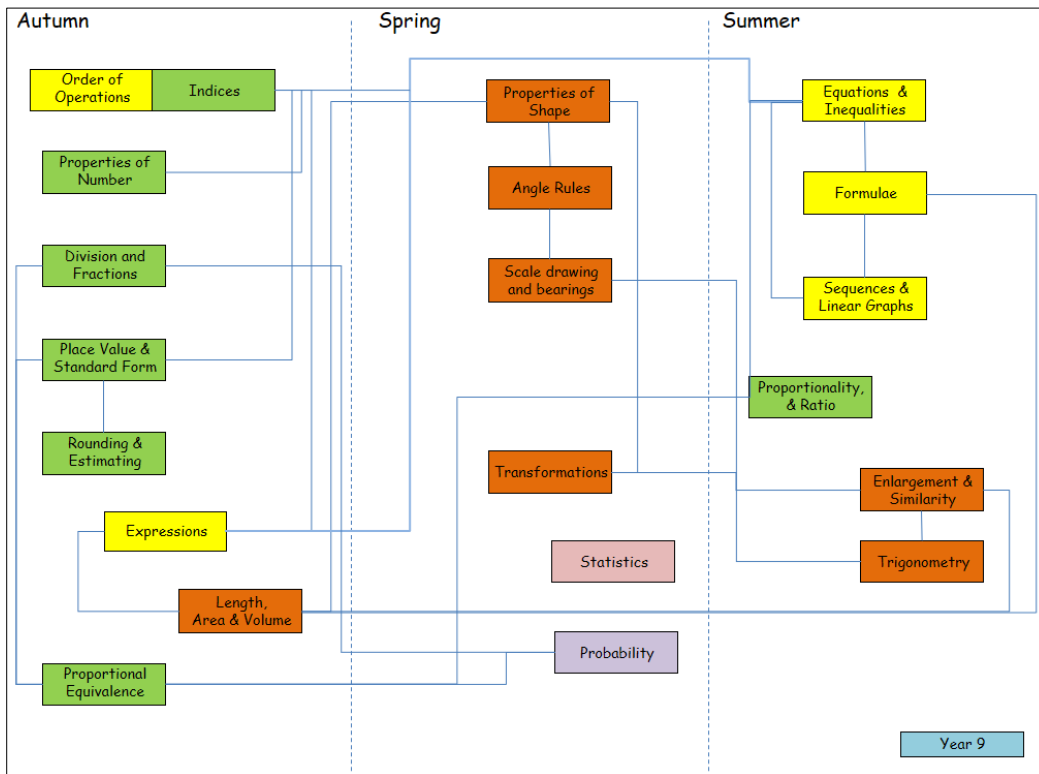 Autumn
Spring
Summer
Order of
Operations
Indices
Properties of
Number
Division and
Fractions
Place Value &
Standard Form
Rounding &
Estimating
Expressions
Length,
Area & Volume
Proportional
Equivalence
Properties of
Shape
Angle Rules
Scale drawing
and bearings
Transformations
Statistics
Probability
Equations &
Inequalities
Formulae
Sequences &
Linear Graphs
Proportionality,
& Ratio
Enlargement &
Similarity
Trigonometry
Year 9